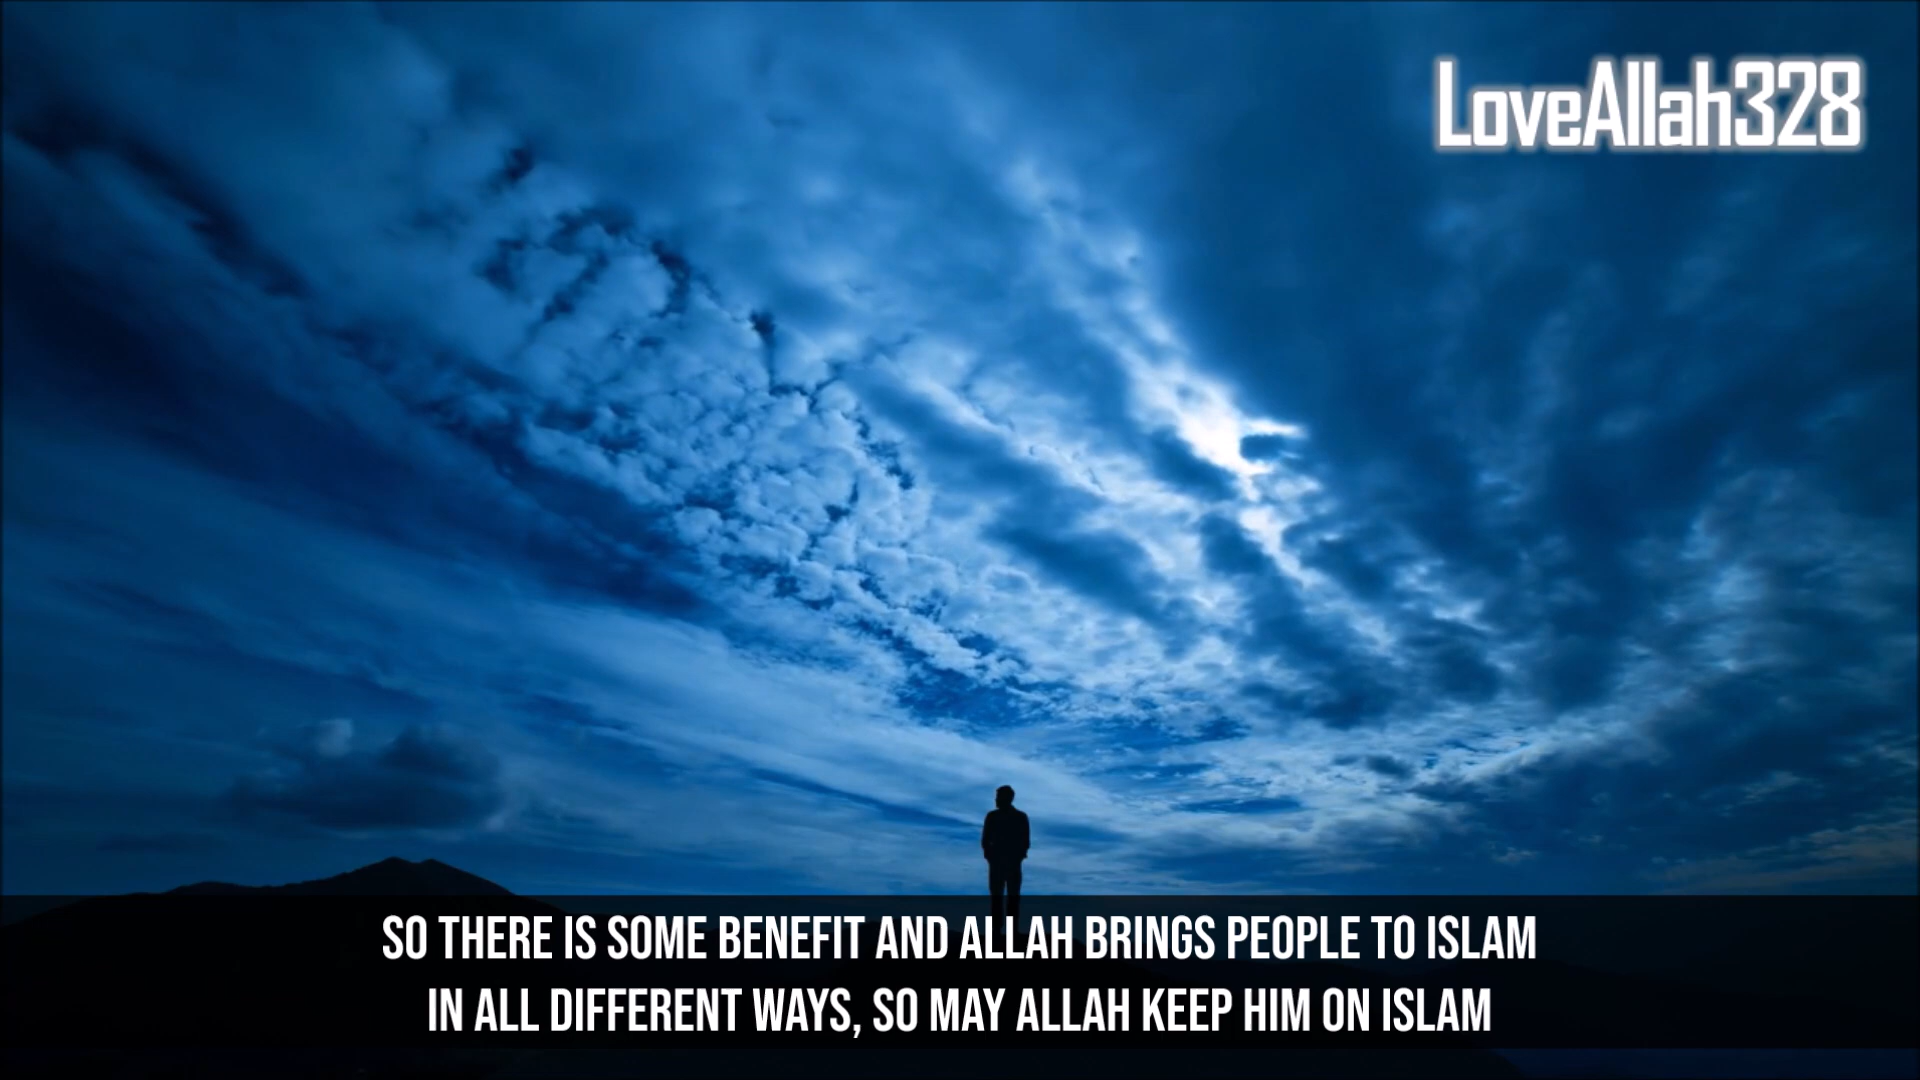 LoveAllah328
SO THERE IS SOME BENEFIT AND ALLAH BRINGS PEOPLE TO ISLAM
IN ALL DIFFERENT WAYS, SO MAY ALLAH KEEP HIM ON ISLAM